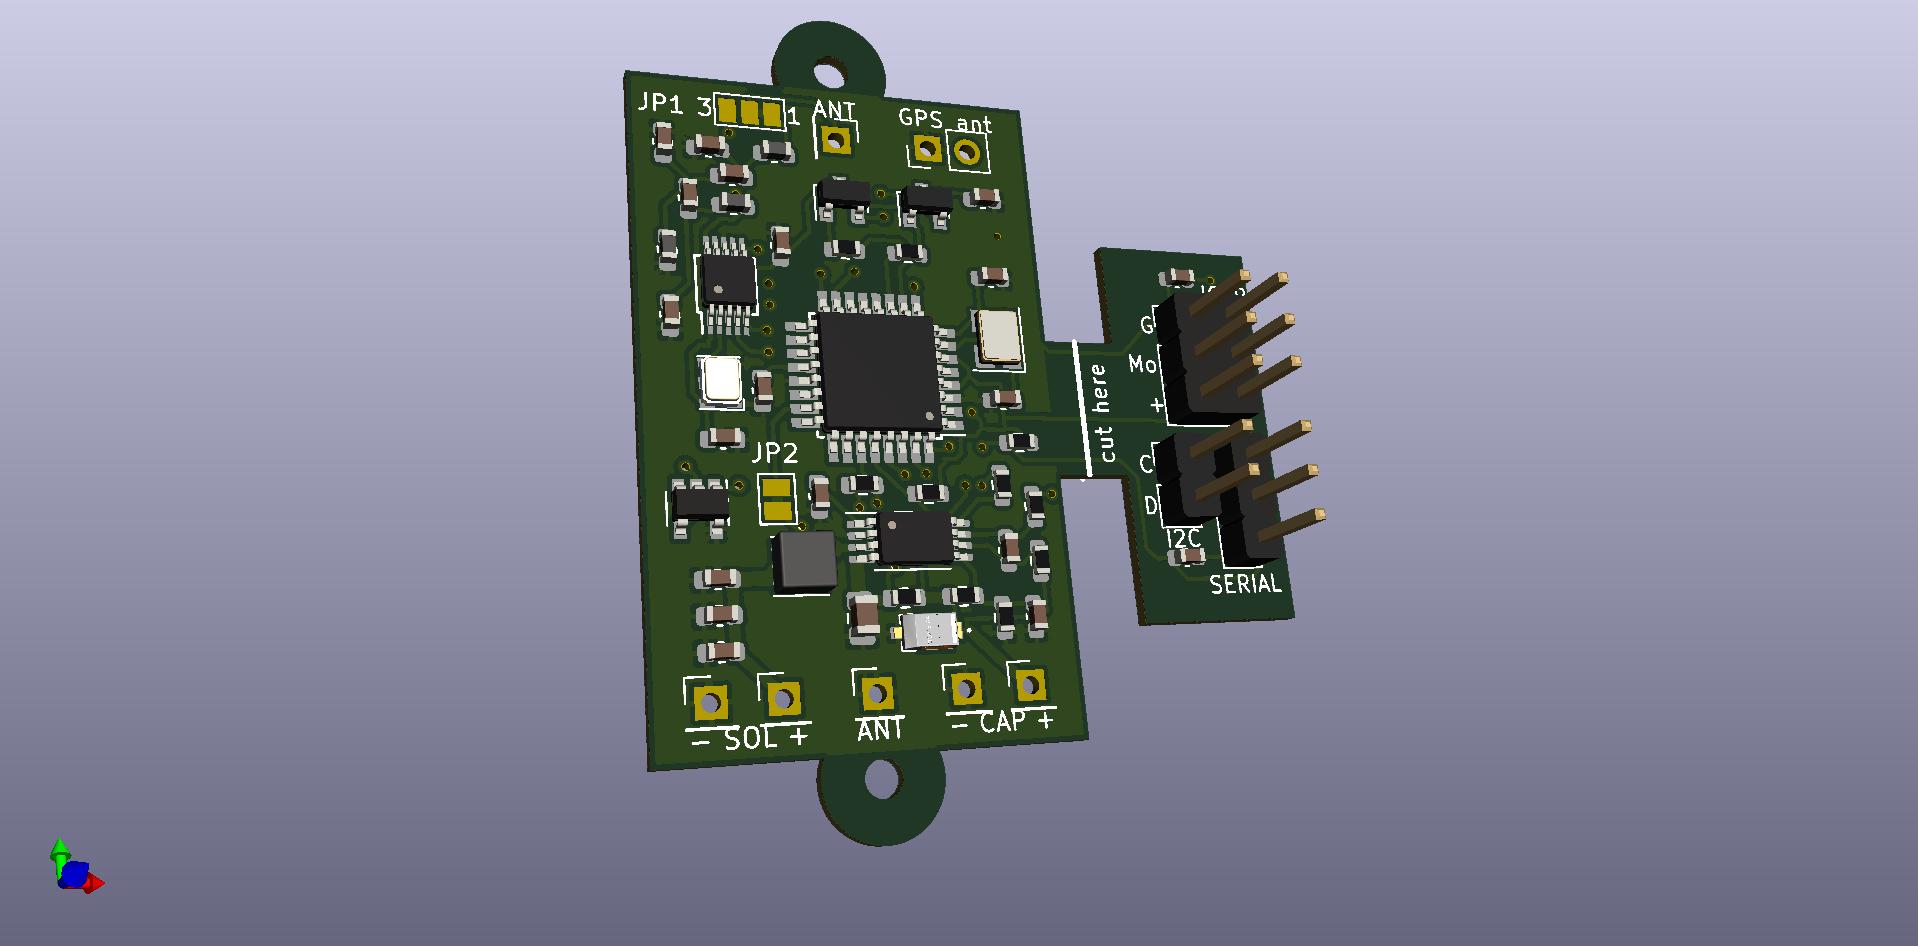 JP1 3 1
ANT
GPS ant
G
Mo
+
cut here
C
D
I2C
SERIAL
JP2
- SOL +
ANT
- CAP +